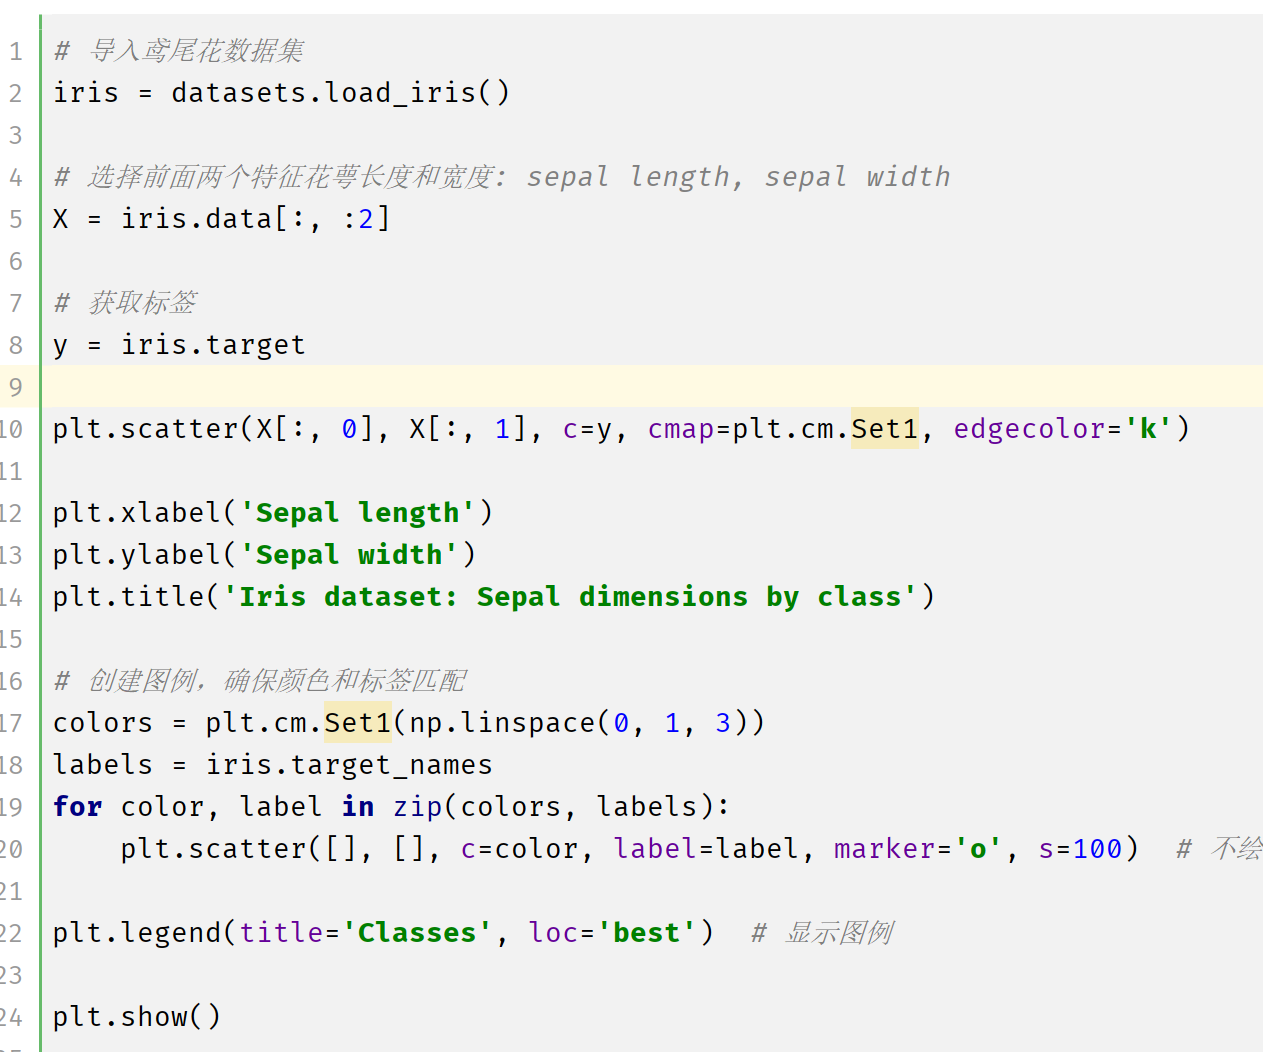 1 # 导入鸢尾花数据集
2 iris = datasets.load_iris()
3
4 # 选择前面两个特征花萼长度和宽度: sepal length, sepal width
5 X = iris.data[:, :2]
6
7 # 获取标签
8 y = iris.target
9
10 plt.scatter(X[:, 0], X[:, 1], c=y, cmap=plt.cm.Set1, edgecolor='k')
11
12 plt.xlabel('Sepal length')
13 plt.ylabel('Sepal width')
14 plt.title('Iris dataset: Sepal dimensions by class')
15
16 # 创建图例，确保颜色和标签匹配
17 colors = plt.cm.Set1(np.linspace(0, 1, 3))
18 labels = iris.target_names
19 for color, label in zip(colors, labels):
20     plt.scatter([], [], c=color, label=label, marker='o', s=100)  # 不绘
21
22 plt.legend(title='Classes', loc='best')  # 显示图例
23
24 plt.show()